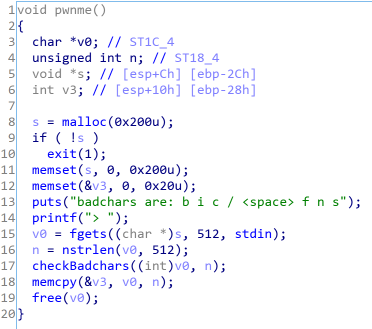 1 void pwnme()
2 {
3 char *v0; // ST1C_4
4 unsigned int n; // ST18_4
5 void *s; // [esp+Ch] [ebp-2Ch]
6 int v3; // [esp+10h] [ebp-28h]
7
8 s = malloc(0x200u);
9 if ( !s )
10 exit(1);
11 memset(s, 0, 0x200u);
12 memset(&v3, 0, 0x20u);
13 puts("badchars are: b i c / <space> f n s");
14 printf("> ");
15 v0 = fgets((char *)s, 512, stdin);
16 n = nstrlen(v0, 512);
17 checkBadchars((int)v0, n);
18 memcpy(&v3, v0, n);
19 free(v0);
20 }